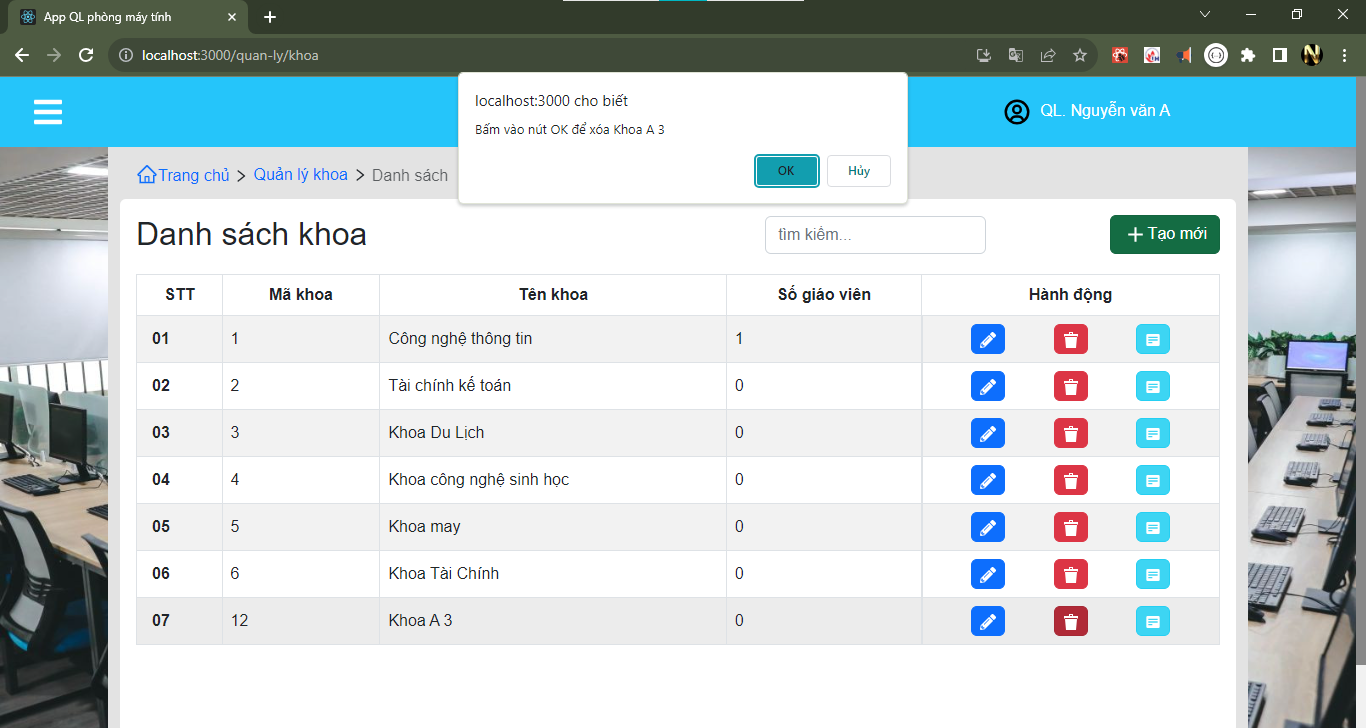 App QL phòng máy tính
localhost:3000/quan-ly/khoa
localhost:3000 cho biết
Bấm vào nút OK để xóa Khoa A 3
OK Hủy
QL. Nguyễn văn A
Trang chủ > Quản lý khoa > Danh sách
Danh sách khoa
tìm kiếm...
Tạo mới
STT Mã khoa Tên khoa Số giáo viên Hành động
01 1 Công nghệ thông tin 1
02 2 Tài chính kế toán 0
03 3 Khoa Du Lịch 0
04 4 Khoa công nghệ sinh học 0
05 5 Khoa may 0
06 6 Khoa Tài Chính 0
07 12 Khoa A 3 0